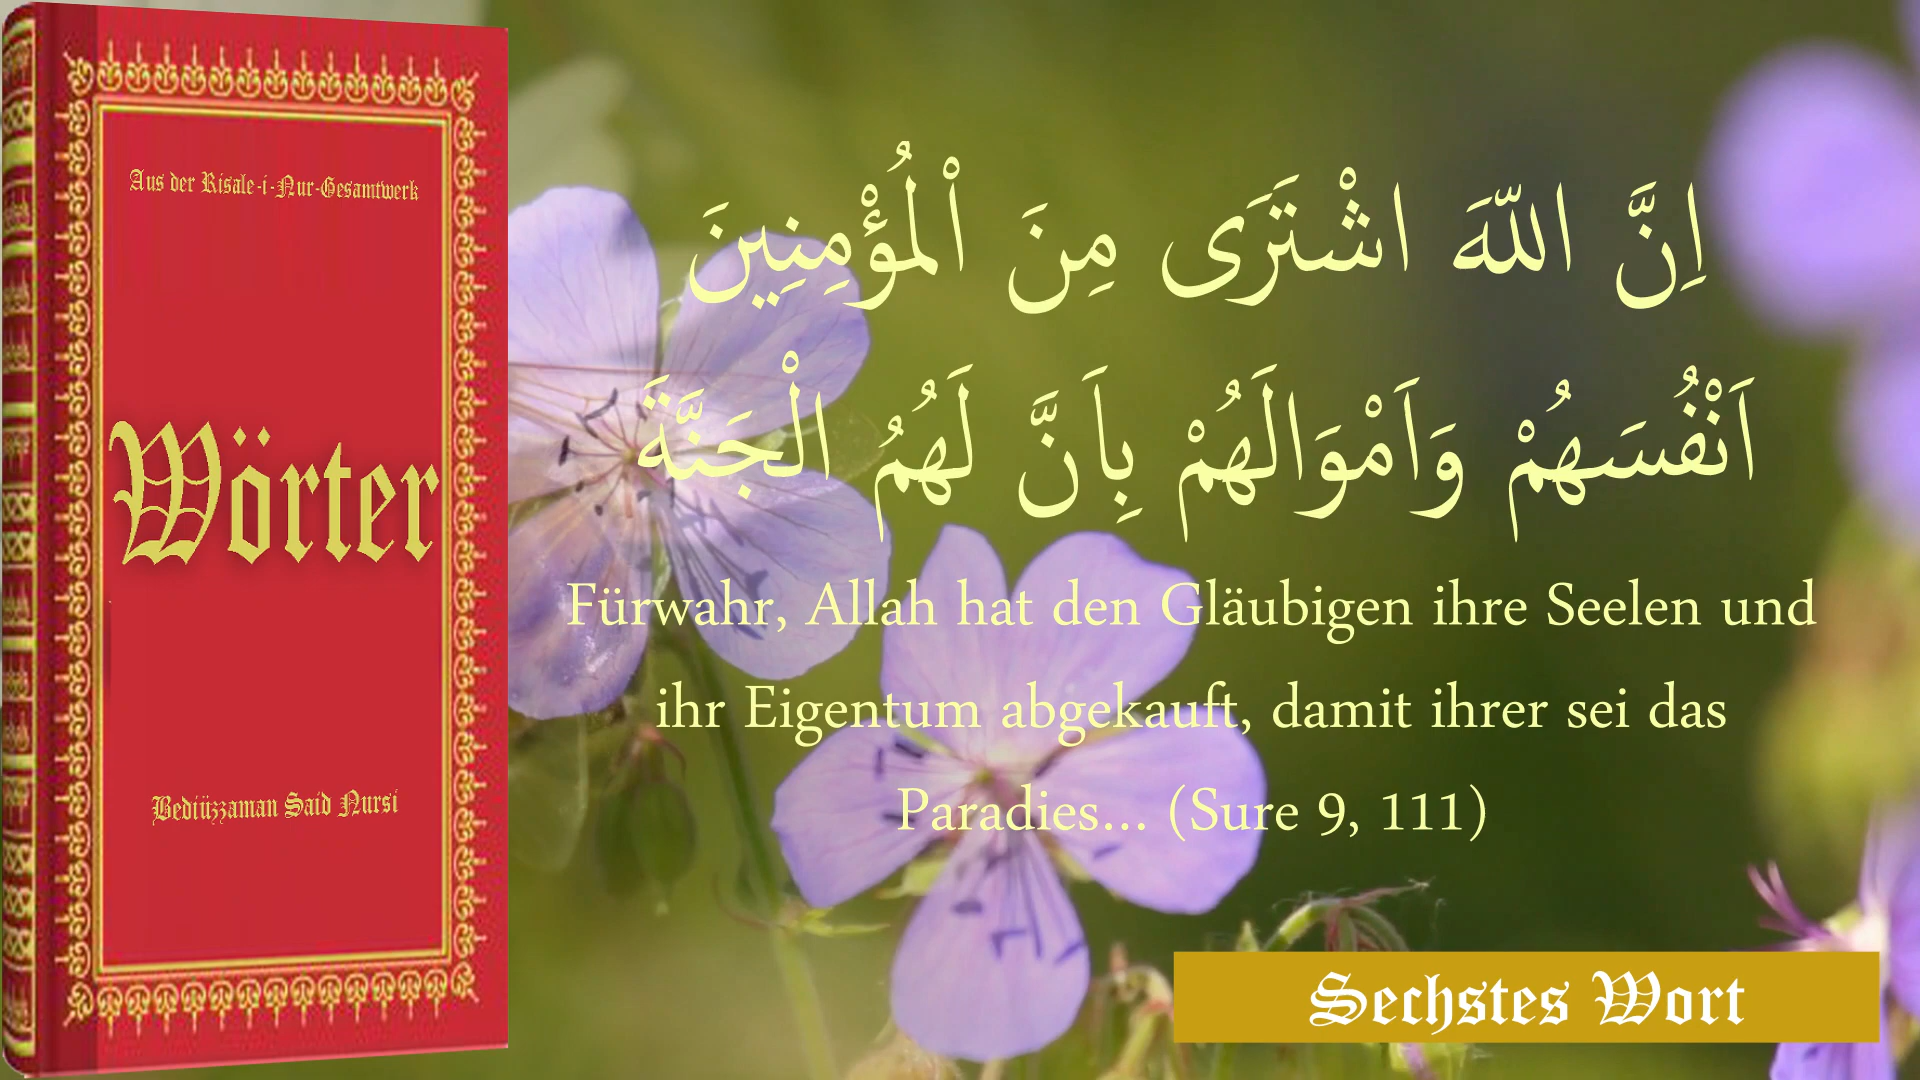 Aus der Risale-i-Nur-Gesamtwerk
Wörter
Bediüzzaman Said Nursi
اِنَّ اللّٰهَ اشْتَرَى مِنَ اْلمُؤْمِنِينَ
اَنْفُسَهُمْ وَاَمْوَالَهُمْ بِاَنَّ لَهُمُ الْجَنَّةَ
Fürwahr, Allah hat den Gläubigen ihre Seelen und
ihr Eigentum abgekauft, damit ihrer sei das
Paradies... (Sure 9, 111)
Sechstes Wort